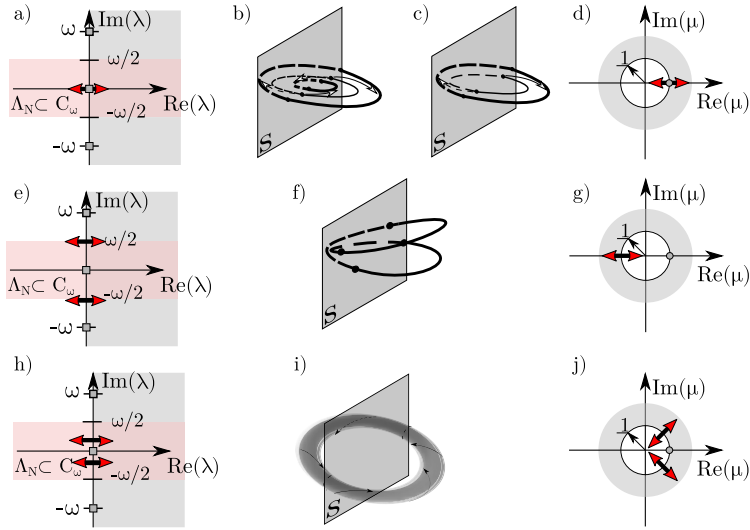 a)
Im(λ)
ω
ω/2
Λ_N⊂ C_ω
Re(λ)
-ω/2
-ω
b)
S
c)
S
d)
Im(μ)
1
Re(μ)
e)
Im(λ)
ω
ω/2
Λ_N⊂ C_ω
Re(λ)
-ω/2
-ω
f)
S
g)
Im(μ)
1
Re(μ)
h)
Im(λ)
ω
ω/2
Λ_N⊂ C_ω
Re(λ)
-ω/2
-ω
i)
S
j)
Im(μ)
1
Re(μ)